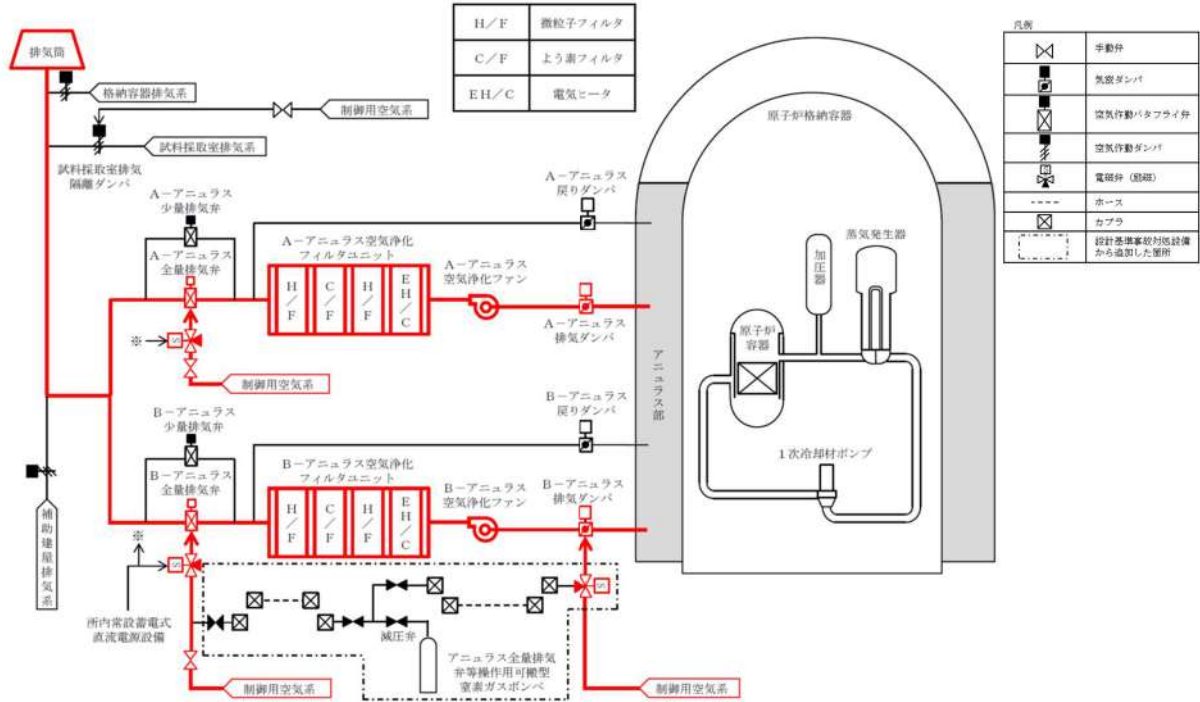 H/F 微粒子フィルタ
C/F よう素フィルタ
EH/C 電気ヒータ
凡例
手動弁
気密ダンパ
空気作動バタフライ弁
空気作動ダンパ
電磁弁（励磁）
ホース
カプラ
設計基準事故対処設備
から追加した箇所
排気筒
格納容器排気系
制御用空気系
試料採取室排気系
試料採取室排気
隔離ダンパ
A－アニュラス
少量排気弁
A－アニュラス
全量排気弁
A－アニュラス空気浄化
フィルタユニット
H/F
C/F
H/F
EH/C
A－アニュラス
空気浄化ファン
A－アニュラス
戻りダンパ
A－アニュラス
排気ダンパ
※
S
制御用空気系
原子炉格納容器
加圧器
蒸気発生器
原子炉
容器
1次冷却材ポンプ
アニュラス部
B－アニュラス
少量排気弁
B－アニュラス
全量排気弁
B－アニュラス空気浄化
フィルタユニット
H/F
C/F
H/F
EH/C
B－アニュラス
空気浄化ファン
B－アニュラス
戻りダンパ
B－アニュラス
排気ダンパ
※
S
S
補助建屋排気系
所内常設蓄電式
直流電源設備
減圧弁
アニュラス全量排気
弁等操作用可搬型
窒素ガスボンベ
制御用空気系
制御用空気系